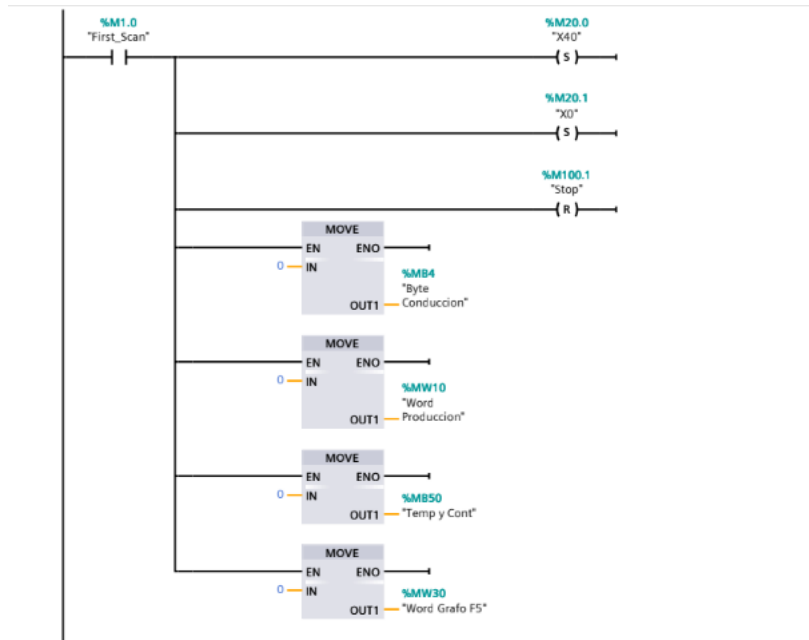 %M1.0
"First_Scan"
%M20.0
"X40"
S
%M20.1
"X0"
S
%M100.1
"Stop"
R
MOVE
EN ENO
0 IN
%MB4
"Byte
OUT1 Conduccion"
MOVE
EN ENO
0 IN
%MW10
"Word
OUT1 Produccion"
MOVE
EN ENO
0 IN
%MB50
OUT1 "Temp y Cont"
MOVE
EN ENO
0 IN
%MW30
OUT1 "Word Grafo F5"